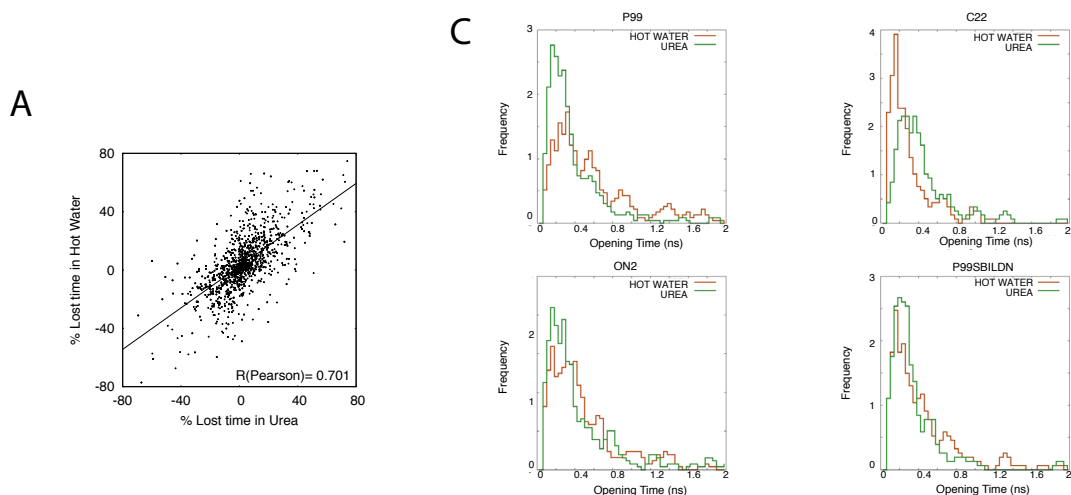 A
80
40
0
-40
-80
-80 -40 0 40 80
% Lost time in Hot Water
% Lost time in Urea
R(Pearson)= 0.701
C
P99
HOT WATER
UREA
3
2
1
0
Frequency
0 0.4 0.8 1.2 1.6 2
Opening Time (ns)
C22
HOT WATER
UREA
4
3
2
1
0
Frequency
0 0.4 0.8 1.2 1.6 2
Opening Time (ns)
ON2
HOT WATER
UREA
2
1
0
Frequency
0 0.4 0.8 1.2 1.6 2
Opening Time (ns)
P99SBILDN
HOT WATER
UREA
3
2
1
0
Frequency
0 0.4 0.8 1.2 1.6 2
Opening Time (ns)